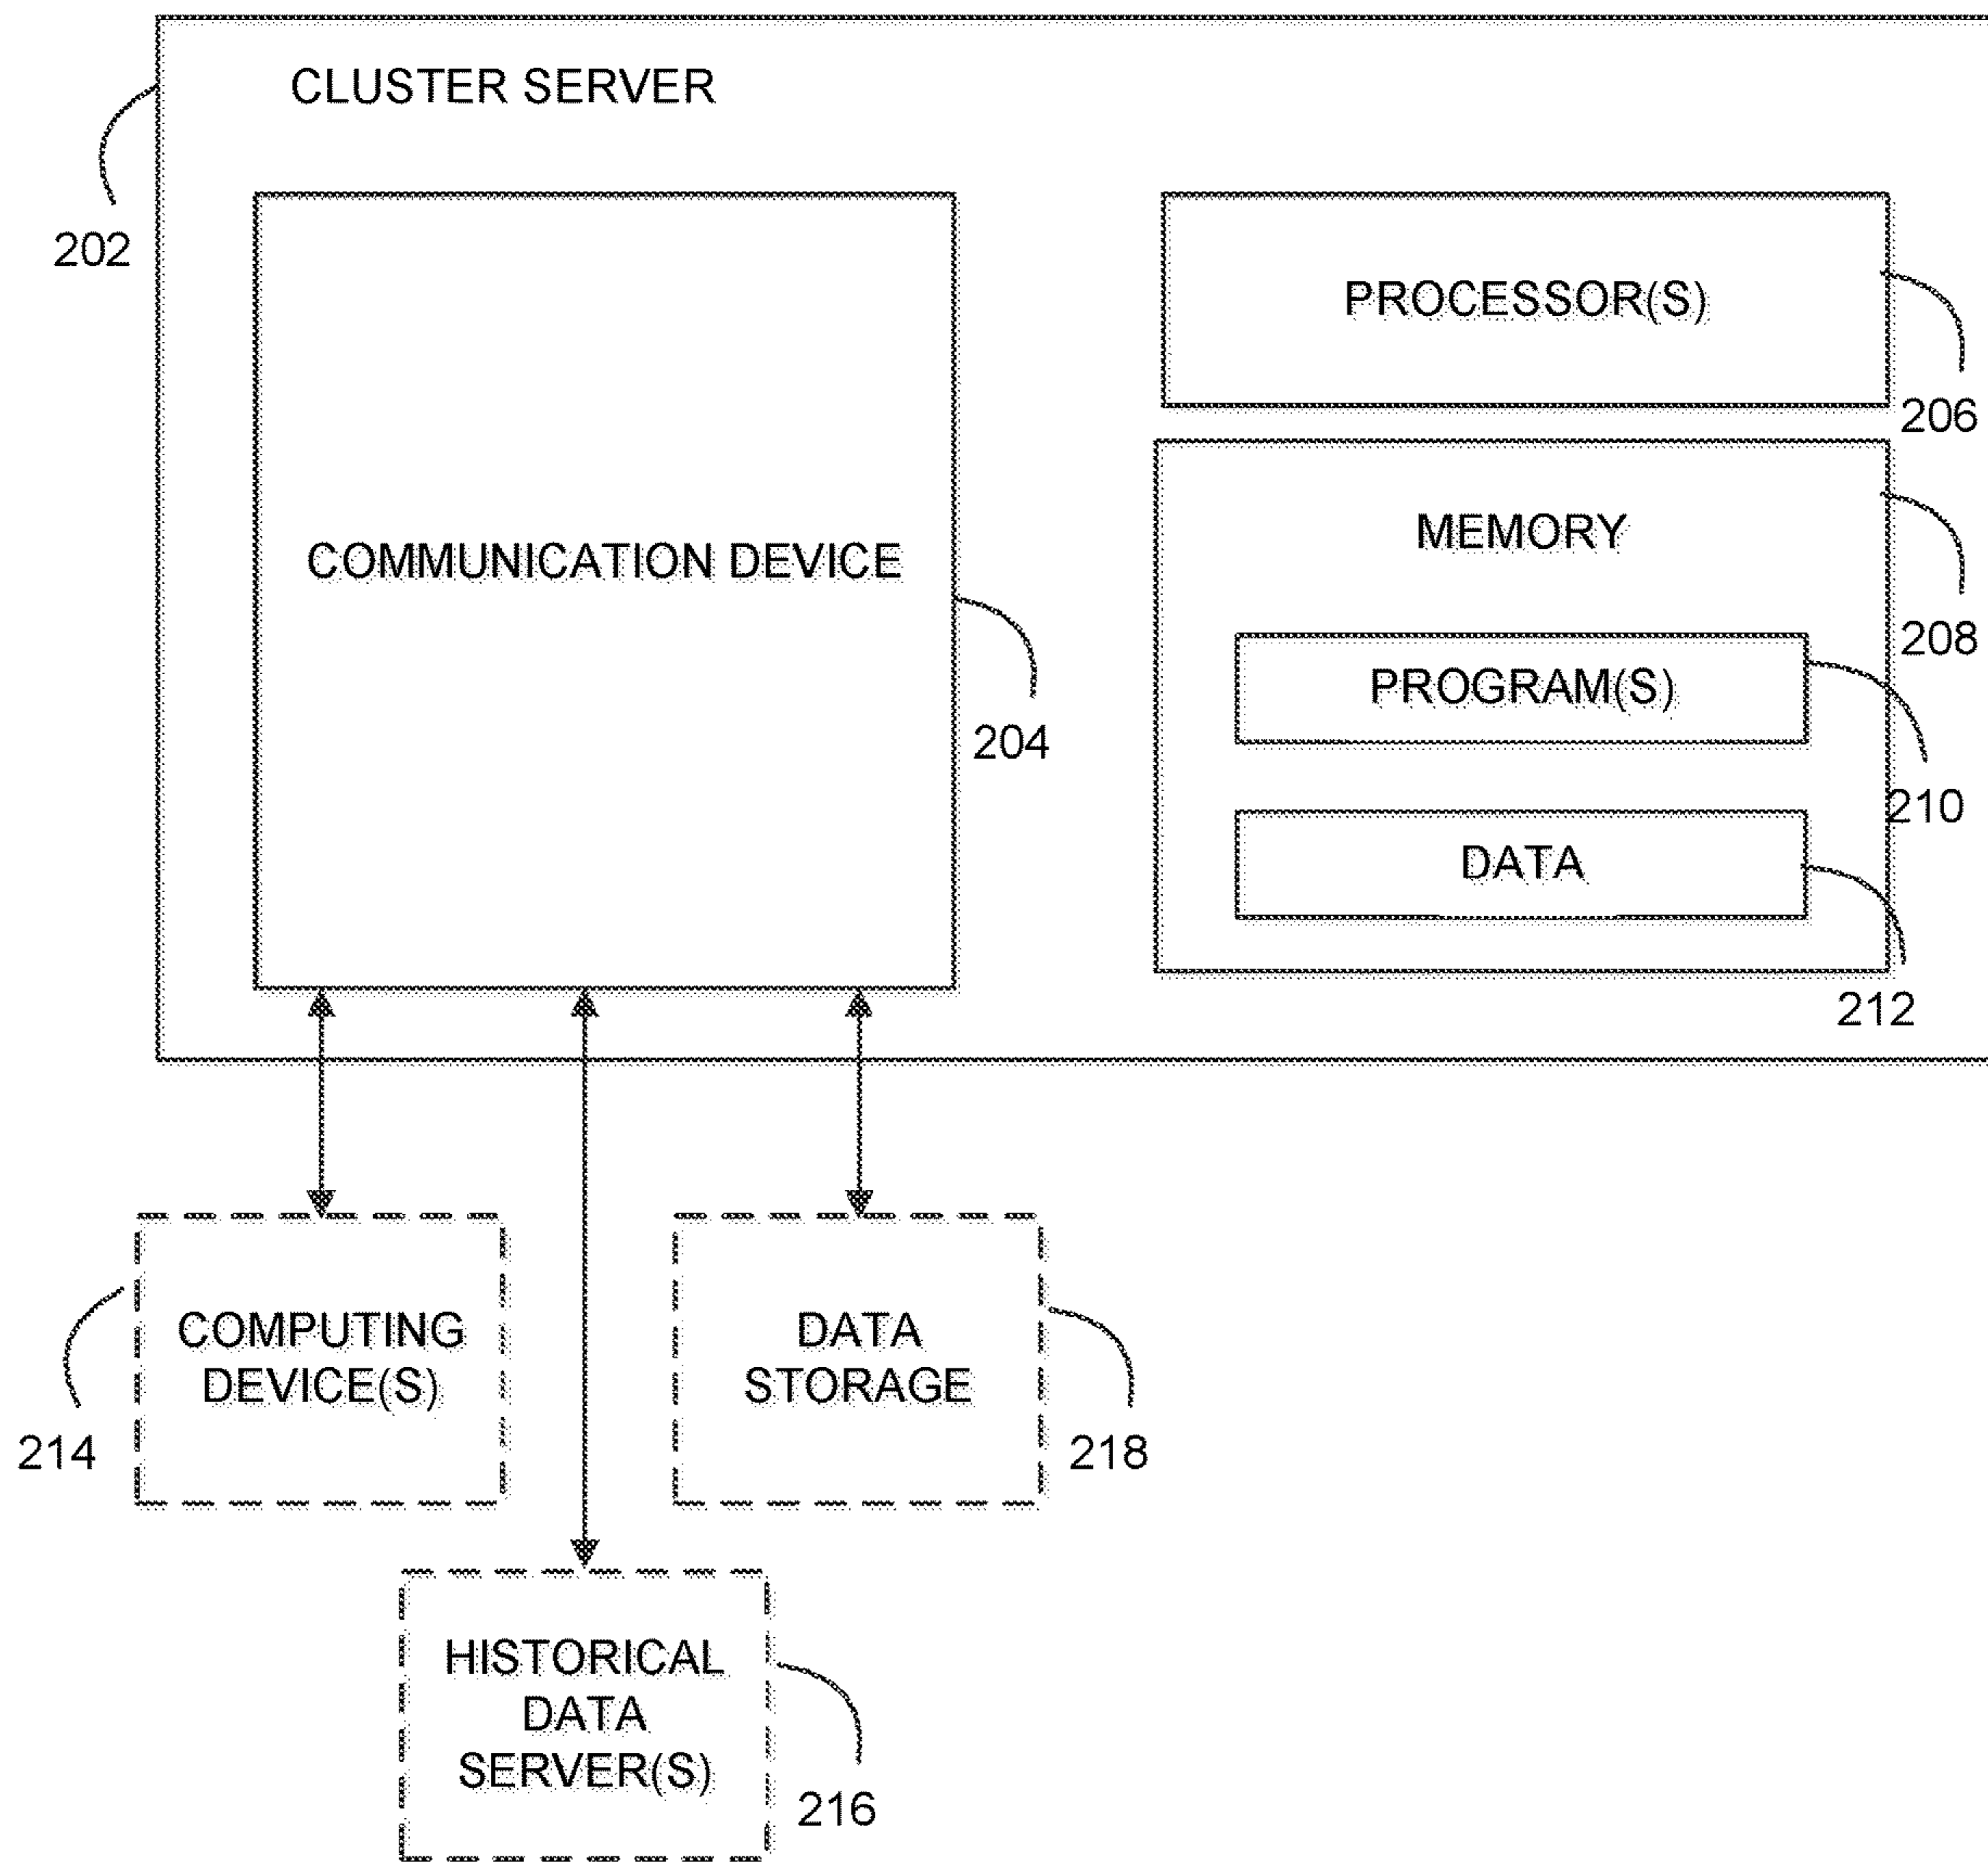 CLUSTER SERVER
202
COMMUNICATION DEVICE
204
PROCESSOR(S)
206
MEMORY
208
PROGRAM(S)
210
DATA
212
COMPUTING
DEVICE(S)
214
DATA
STORAGE
218
HISTORICAL
DATA
SERVER(S)
216